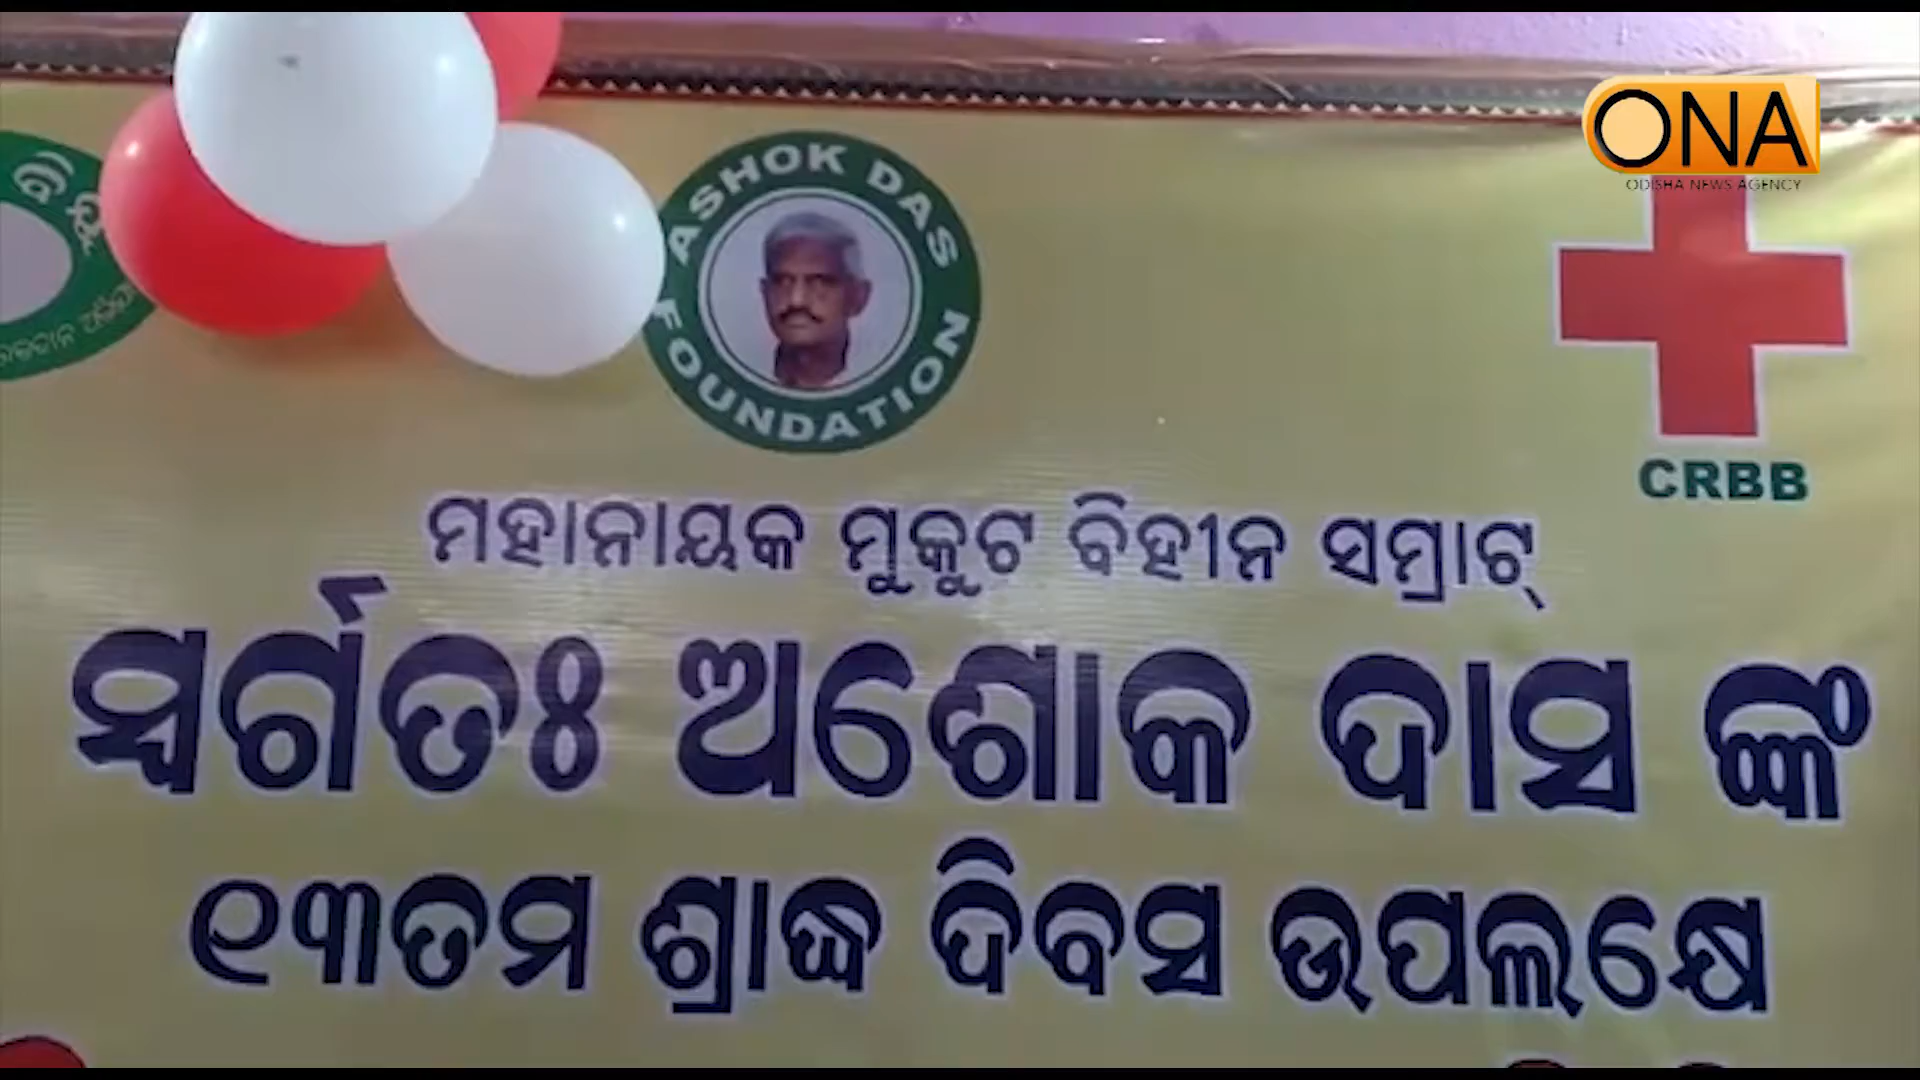 ONA
ODISHA NEWS AGENCY
ASHOK DAS
FOUNDATION
CRBB
ମହାନାୟକ ମୁକୁଟ ବିହୀନ ସମ୍ରାଟ୍
ସ୍ୱର୍ଗତଃ ଅଶୋକ ଦାସ ଙ୍କ
୧୩ତମ ଶ୍ରାଦ୍ଧ ଦିବସ ଉପଲକ୍ଷେ